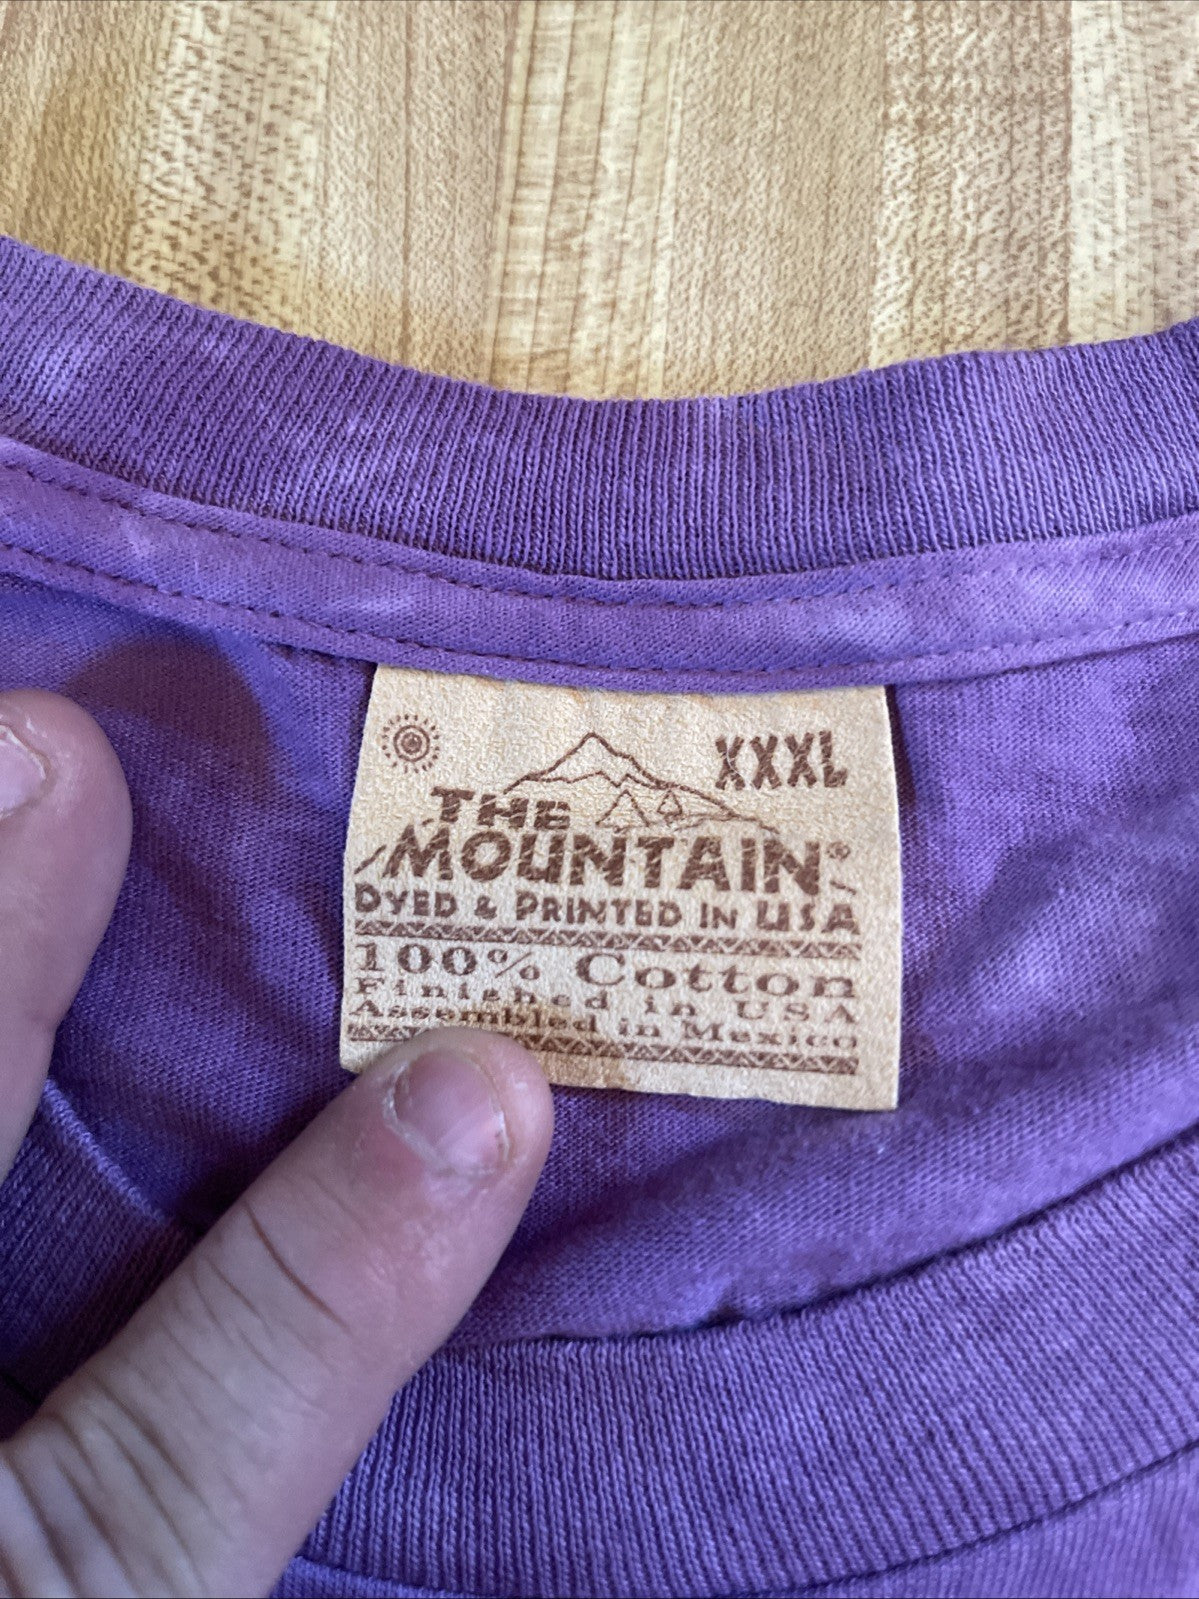 XXXL
THE
MOUNTAIN®
DYED & PRINTED IN USA
100% Cotton
Finished in USA
Assembled in Mexico